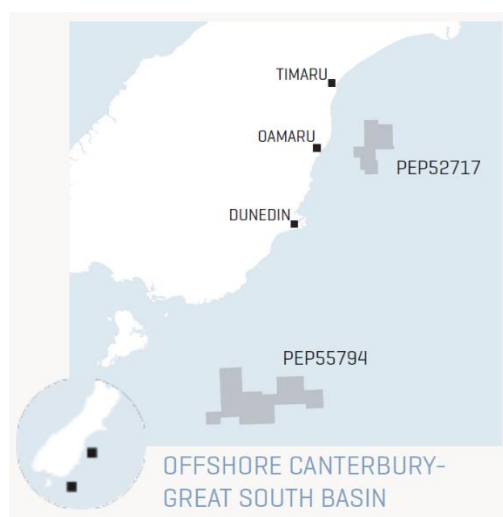 TIMARU
OAMARU
PEP52717
DUNEDIN
PEP55794
OFFSHORE CANTERBURY-
GREAT SOUTH BASIN